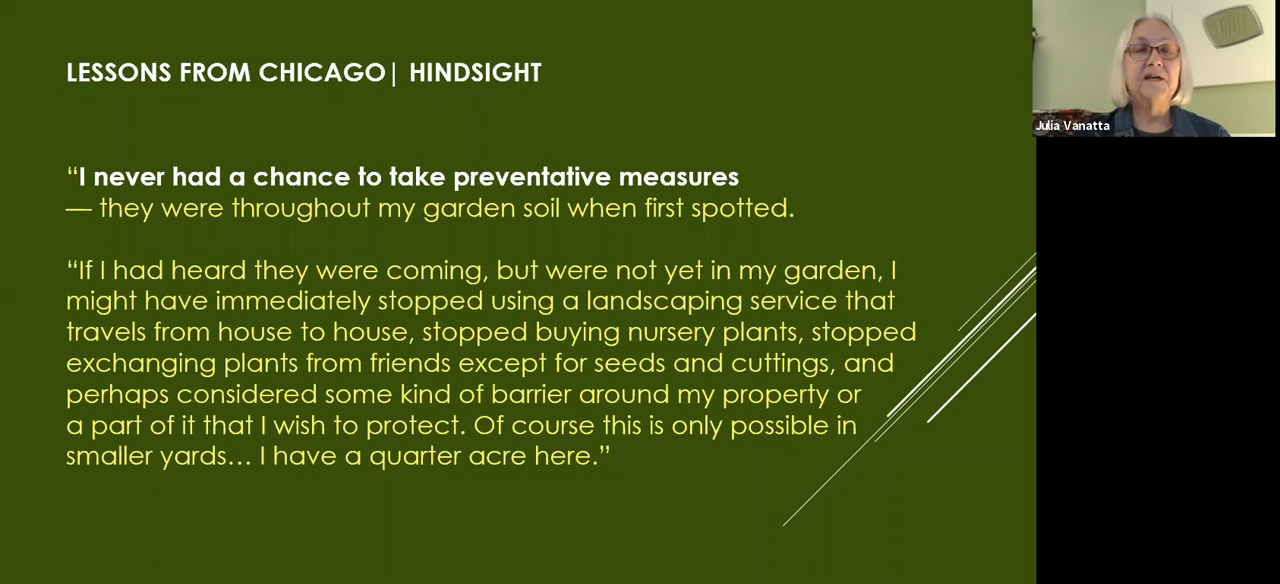 LESSONS FROM CHICAGO| HINDSIGHT
“I never had a chance to take preventative measures
— they were throughout my garden soil when first spotted.
“If I had heard they were coming, but were not yet in my garden, I
might have immediately stopped using a landscaping service that
travels from house to house, stopped buying nursery plants, stopped
exchanging plants from friends except for seeds and cuttings, and
perhaps considered some kind of barrier around my property or
a part of it that I wish to protect. Of course this is only possible in
smaller yards… I have a quarter acre here.”
Julia Vanatta